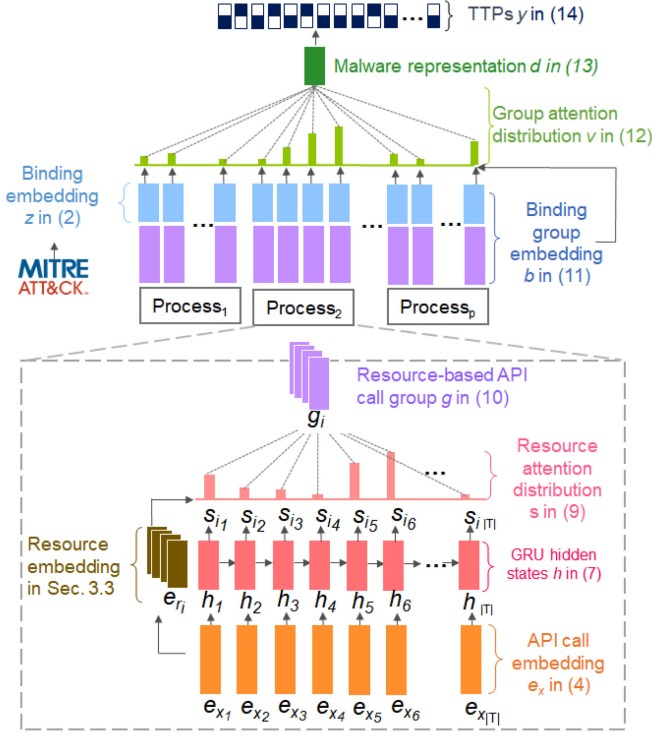 ... TTPs y in (14)
Malware representation d in (13)
Group attention
distribution v in (12)
Binding
embedding
z in (2)
... ... ...
Binding
group
embedding
b in (11)
MITRE
ATT&CK™
Process1 Process2 Processp
Resource-based API
call group g in (10)
gi
...
Resource
attention
distribution
s in (9)
si1 si2 si3 si4 si5 si6 si|T|
Resource
embedding
in Sec. 3.3
eri
...
GRU hidden
states h in (7)
h1 h2 h3 h4 h5 h6 h|T|
API call
embedding
ex in (4)
ex1 ex2 ex3 ex4 ex5 ex6 ex|T|